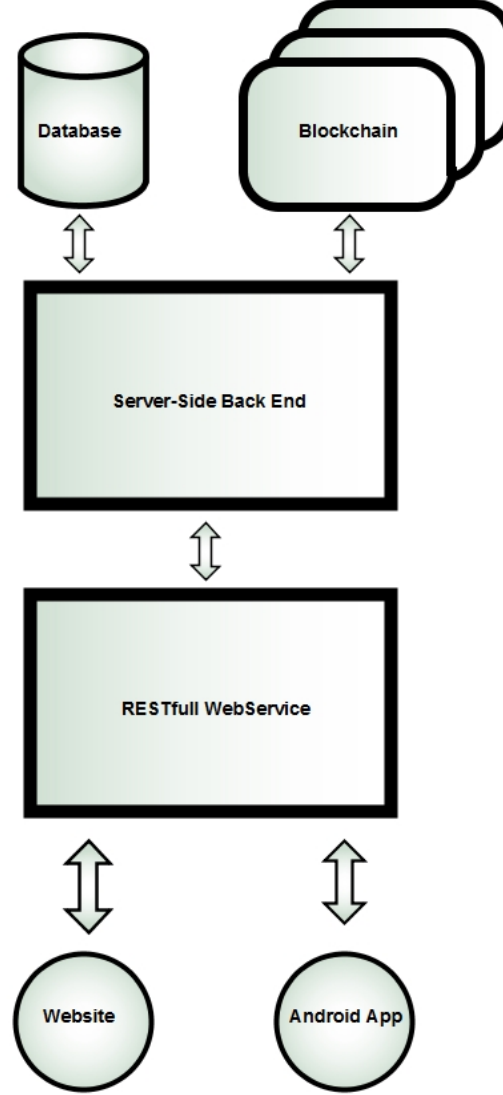 Database
Blockchain
Server-Side Back End
RESTfull WebService
Website
Android App